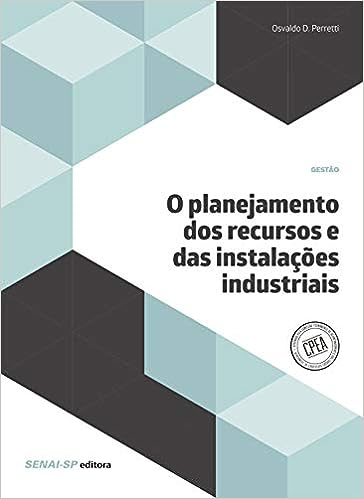 Osvaldo D. Perretti
GESTÃO
O planejamento
dos recursos e
das instalações
industriais
CPEA
SENAI-SP editora